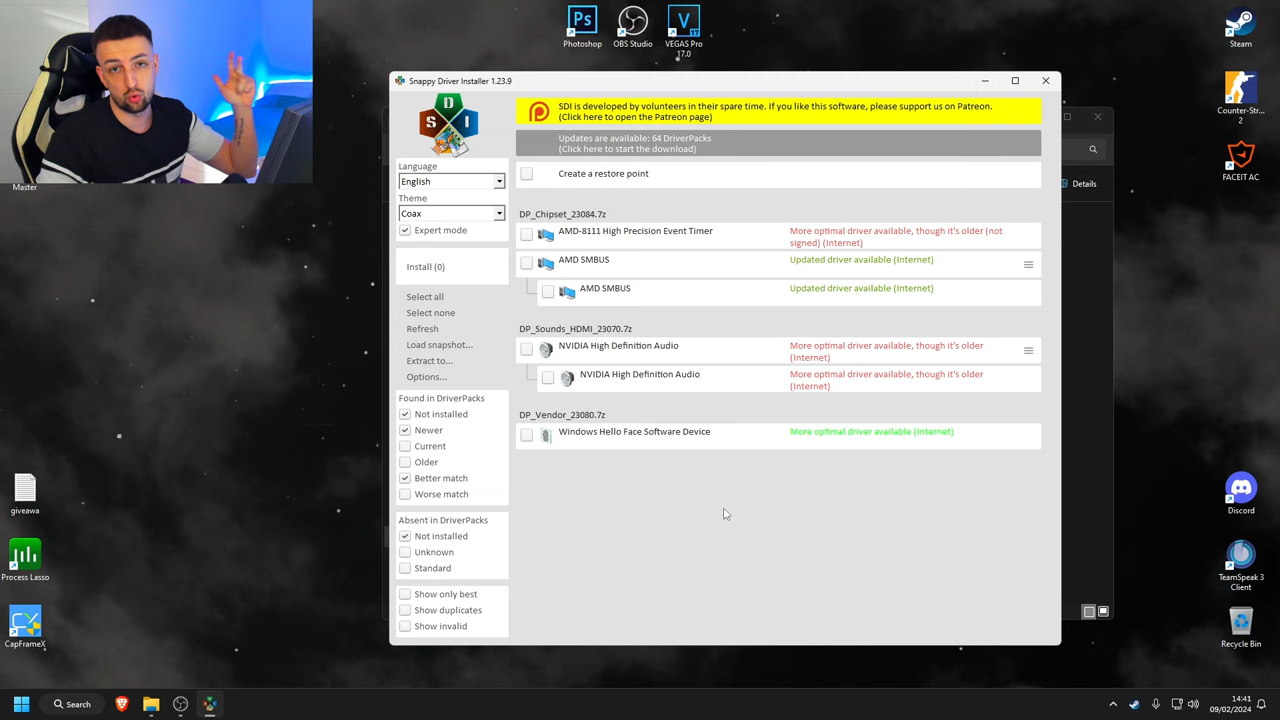 Ps
V
17
Photoshop
OBS Studio
VEGAS Pro
17.0
Steam
Counter-Str...
2
FACEIT AC
Discord
TeamSpeak 3
Client
Recycle Bin
Master
giveawa
Process Lasso
CX
CapFrameX
Details
Snappy Driver Installer 1.23.9
D
S
I
SDI is developed by volunteers in their spare time. If you like this software, please support us on Patreon.
(Click here to open the Patreon page)
Updates are available: 64 DriverPacks
(Click here to start the download)
Create a restore point
Language
English
Theme
Coax
Expert mode
Install (0)
Select all
Select none
Refresh
Load snapshot...
Extract to...
Options...
Found in DriverPacks
Not installed
Newer
Current
Older
Better match
Worse match
Absent in DriverPacks
Not installed
Unknown
Standard
Show only best
Show duplicates
Show invalid
DP_Chipset_23084.7z
AMD-8111 High Precision Event Timer
More optimal driver available, though it's older (not
signed) (Internet)
AMD SMBUS
Updated driver available (Internet)
AMD SMBUS
Updated driver available (Internet)
DP_Sounds_HDMI_23070.7z
NVIDIA High Definition Audio
More optimal driver available, though it's older
(Internet)
NVIDIA High Definition Audio
More optimal driver available, though it's older
(Internet)
DP_Vendor_23080.7z
Windows Hello Face Software Device
More optimal driver available (Internet)
Search
14:41
09/02/2024